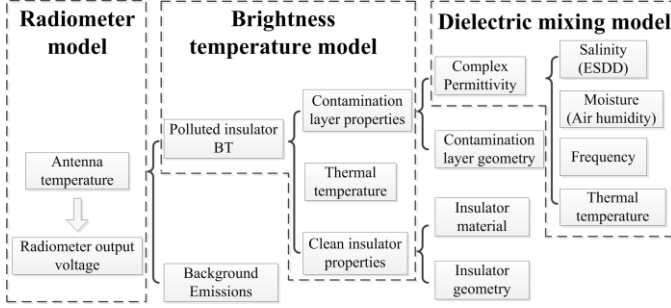 Radiometer
model
Brightness
temperature model
Dielectric mixing model
Antenna
temperature
Radiometer output
voltage
Polluted insulator
BT
Background
Emissions
Contamination
layer properties
Thermal
temperature
Clean insulator
properties
Complex
Permittivity
Contamination
layer geometry
Insulator
material
Insulator
geometry
Salinity
(ESDD)
Moisture
(Air humidity)
Frequency
Thermal
temperature